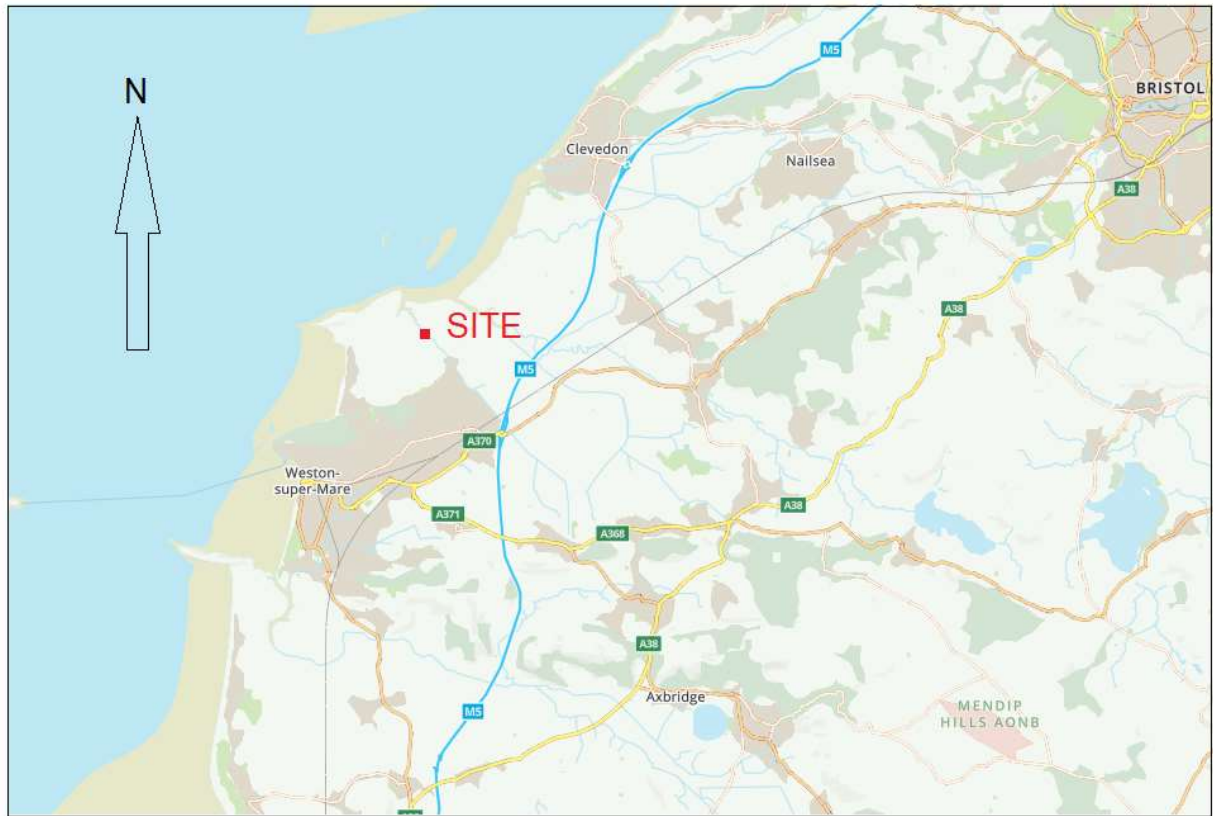 M5
N
BRISTOL
Clevedon
Nailsea
A38
A38
SITE
M5
A370
Weston-
super-Mare
A38
A371
A368
A38
Axbridge
M5
MENDIP
HILLS AONB